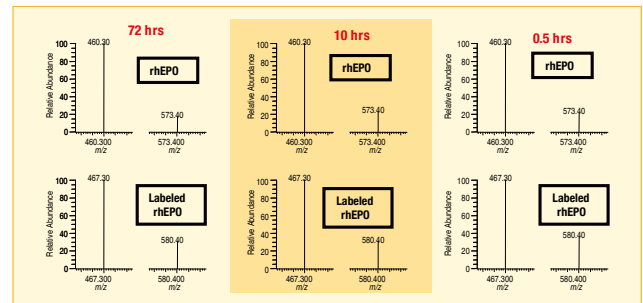 72 hrs
10 hrs
0.5 hrs
Relative Abundance
100
80
60
40
20
0
460.30
rhEPO
573.40
460.300
573.400
m/z
m/z
Relative Abundance
100
80
60
40
20
0
460.30
rhEPO
573.40
460.300
573.400
m/z
m/z
Relative Abundance
100
80
60
40
20
0
460.30
rhEPO
573.40
460.300
573.400
m/z
m/z
Relative Abundance
100
80
60
40
20
0
467.30
Labeled
rhEPO
580.40
467.300
580.400
m/z
m/z
Relative Abundance
100
80
60
40
20
0
467.30
Labeled
rhEPO
580.40
467.300
580.400
m/z
m/z
Relative Abundance
100
80
60
40
20
0
467.30
Labeled
rhEPO
580.40
467.300
580.400
m/z
m/z